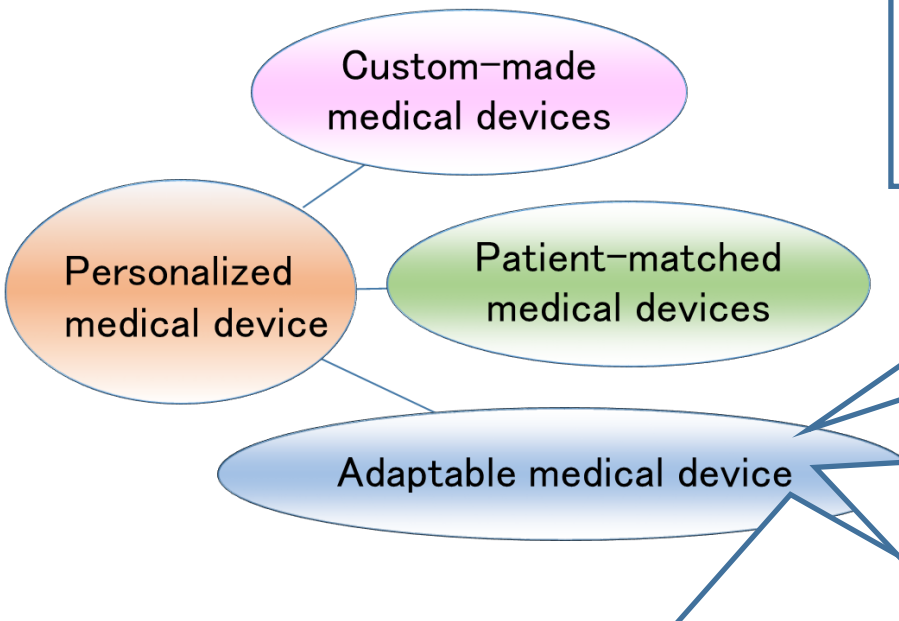 Custom-made
medical devices
Personalized
medical device
Patient-matched
medical devices
Adaptable medical device